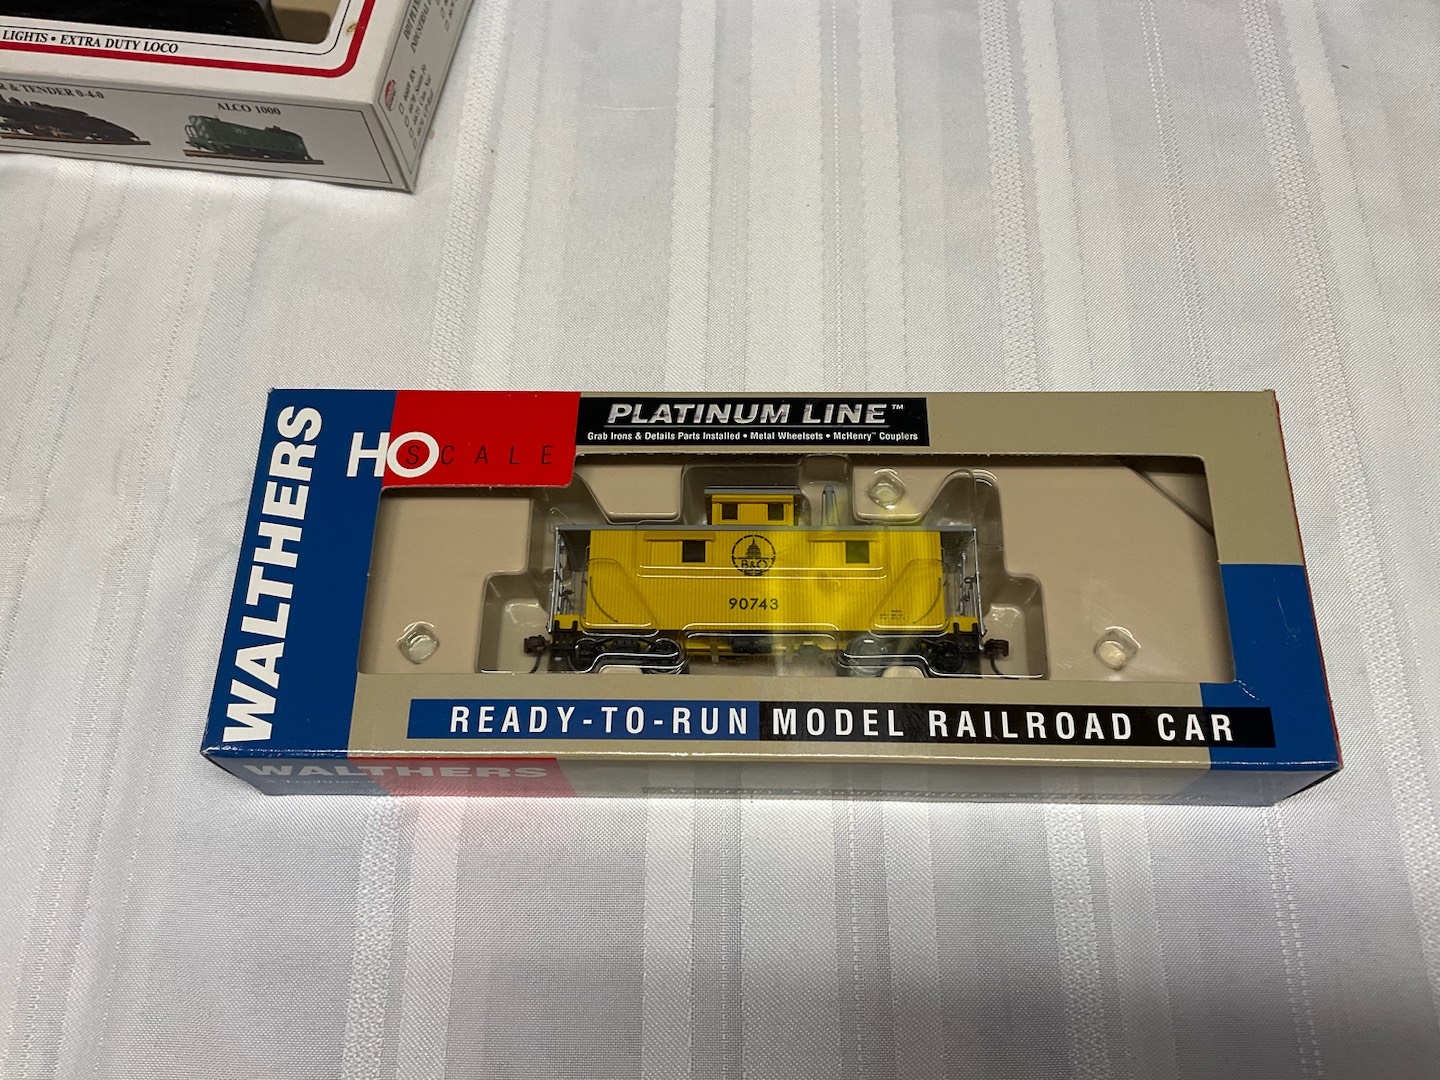 LIGHTS • EXTRA DUTY LOCO
& TENDER 0-4-0
ALCO 1000
WALTHERS
HO SCALE
PLATINUM LINE™
Grab Irons & Details Parts Installed • Metal Wheelsets • McHenry™ Couplers
B&O
90743
READY-TO-RUN MODEL RAILROAD CAR
WALTHERS